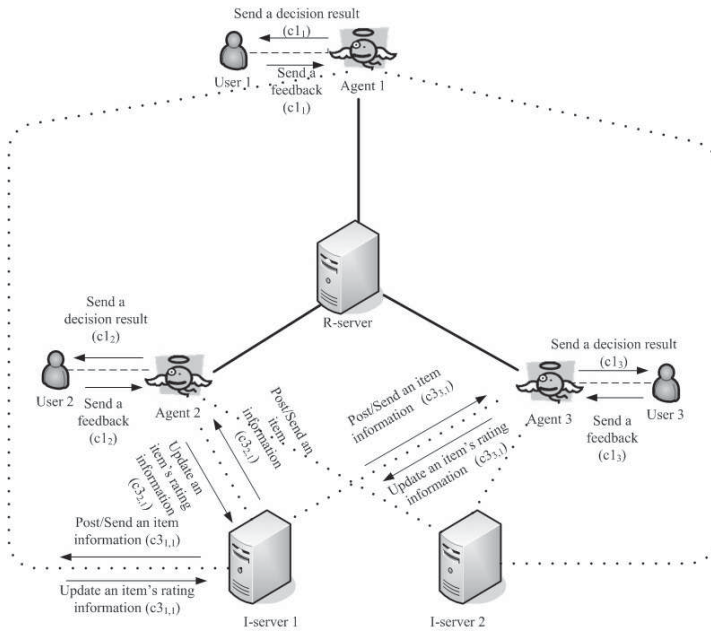 Send a decision result
(c1₁)
User 1
Send a
feedback
(c1₁)
Agent 1
R-server
Send a
decision result
(c1₂)
User 2
Send a
feedback
(c1₂)
Agent 2
Send a decision result
(c1₃)
Agent 3
User 3
Send a
feedback
(c1₃)
Post/Send an
item
information
(c3₂,₁)
Update an
item's rating
information
(c3₂,₁)
Post/Send an item
information (c3₃,₁)
Update an item's rating
information (c3₃,₁)
Post/Send an item
information (c3₁,₁)
Update an item's rating
information (c3₁,₁)
I-server 1
I-server 2